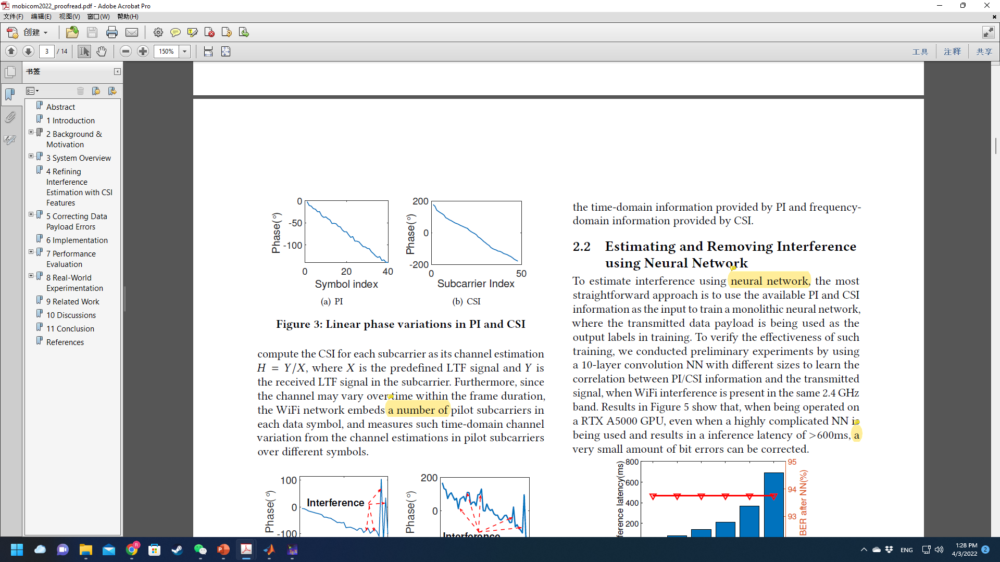 mobicom2022_proofread.pdf - Adobe Acrobat Pro
文件(F) 编辑(E) 视图(V) 窗口(W) 帮助(H)
创建
3 / 14 150% 工具 注释 共享
书签
Abstract
1 Introduction
2 Background &
Motivation
3 System Overview
4 Refining
Interference
Estimation with CSI
Features
5 Correcting Data
Payload Errors
6 Implementation
7 Performance
Evaluation
8 Real-World
Experimentation
9 Related Work
10 Discussions
11 Conclusion
References
0
-50
-100
Phase(°)
0 20 40
Symbol index
(a) PI
200
0
-200
Phase(°)
0 50
Subcarrier Index
(b) CSI
Figure 3: Linear phase variations in PI and CSI
compute the CSI for each subcarrier as its channel estimation
H = Y/X, where X is the predefined LTF signal and Y is
the received LTF signal in the subcarrier. Furthermore, since
the channel may vary over time within the frame duration,
the WiFi network embeds a number of pilot subcarriers in
each data symbol, and measures such time-domain channel
variation from the channel estimations in pilot subcarriers
over different symbols.
100
0
-100
Phase(°)
Interference
200
0
Phase(°)
Interference
the time-domain information provided by PI and frequency-
domain information provided by CSI.
2.2 Estimating and Removing Interference
using Neural Network
To estimate interference using neural network, the most
straightforward approach is to use the available PI and CSI
information as the input to train a monolithic neural network,
where the transmitted data payload is being used as the
output labels in training. To verify the effectiveness of such
training, we conducted preliminary experiments by using
a 10-layer convolution NN with different sizes to learn the
correlation between PI/CSI information and the transmitted
signal, when WiFi interference is present in the same 2.4 GHz
band. Results in Figure 5 show that, when being operated on
a RTX A5000 GPU, even when a highly complicated NN is
being used and results in a inference latency of >600ms, a
very small amount of bit errors can be corrected.
800
600
400
200
ference latency(ms)
95
94
93
BER after NN(%)
ENG
1:28 PM
4/3/2022
2